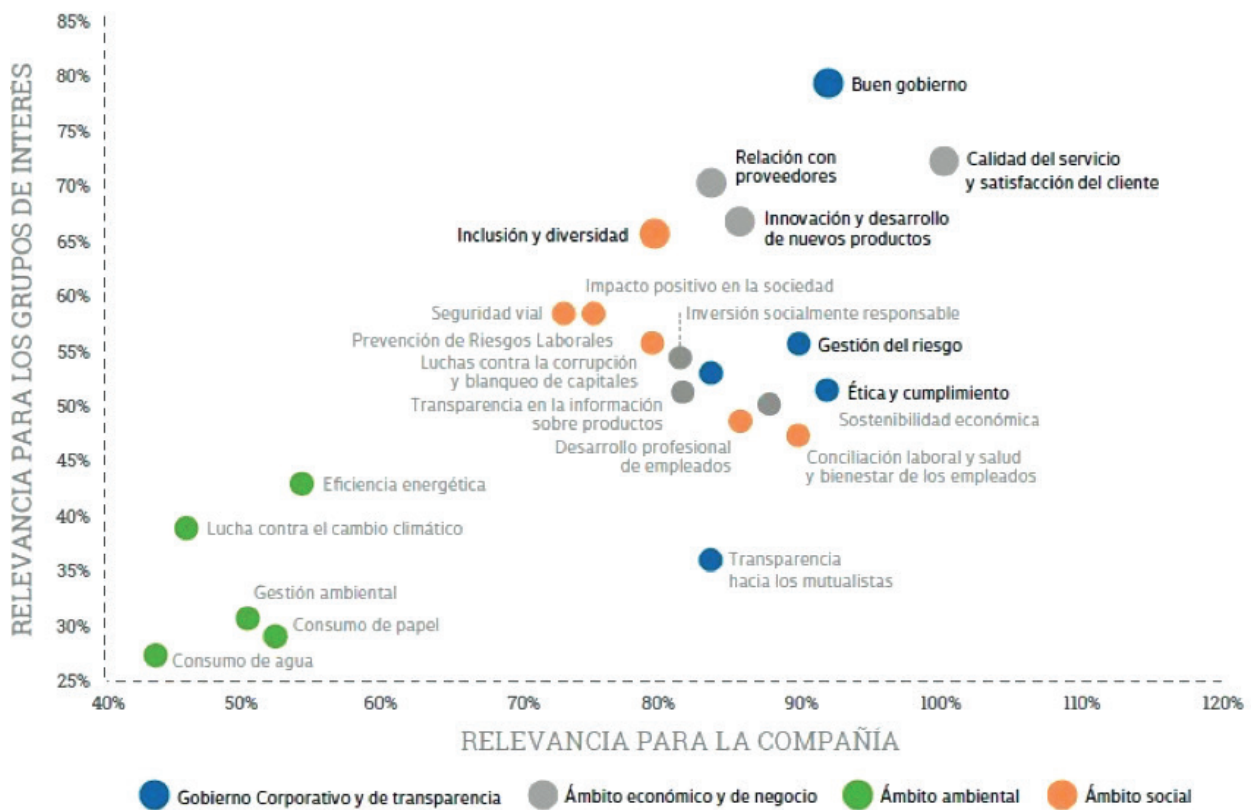 RELEVANCIA PARA LOS GRUPOS DE INTERÉS
85%
80%
75%
70%
65%
60%
55%
50%
45%
40%
35%
30%
25%
Buen gobierno
Relación con
proveedores
Calidad del servicio
y satisfacción del cliente
Innovación y desarrollo
de nuevos productos
Inclusión y diversidad
Impacto positivo en la sociedad
Seguridad vial
Inversión socialmente responsable
Prevención de Riesgos Laborales
Gestión del riesgo
Luchas contra la corrupción
y blanqueo de capitales
Ética y cumplimiento
Transparencia en la información
sobre productos
Sostenibilidad económica
Desarrollo profesional
de empleados
Conciliación laboral y salud
y bienestar de los empleados
Eficiencia energética
Lucha contra el cambio climático
Transparencia
hacia los mutualistas
Gestión ambiental
Consumo de papel
Consumo de agua
40%
50%
60%
70%
80%
90%
100%
110%
120%
RELEVANCIA PARA LA COMPAÑÍA
Gobierno Corporativo y de transparencia
Ámbito económico y de negocio
Ámbito ambiental
Ámbito social